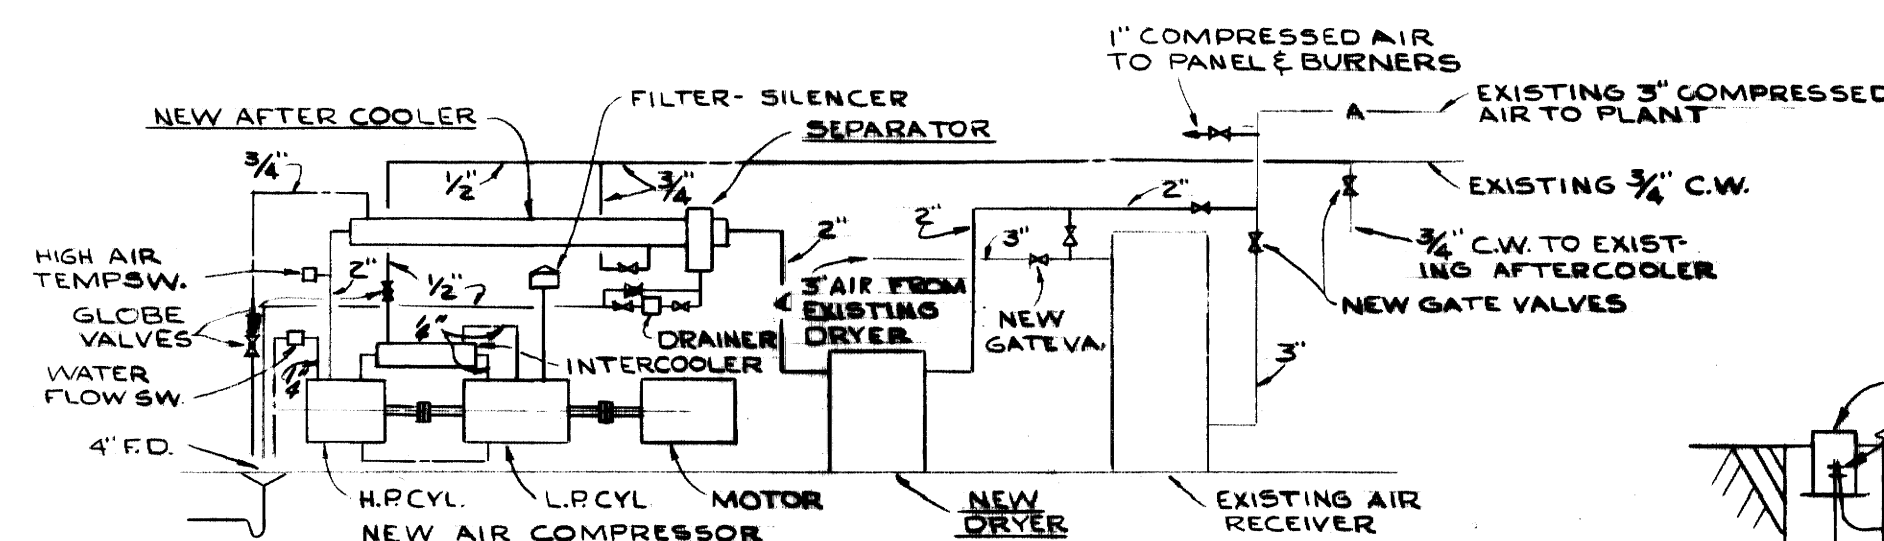 1" COMPRESSED AIR
TO PANEL & BURNERS
EXISTING 3" COMPRESSED
AIR TO PLANT
A
FILTER- SILENCER
NEW AFTER COOLER
SEPARATOR
3/4"
1/2"
3/4"
2"
EXISTING 3/4" C.W.
2"
2"
3"
3/4" C.W. TO EXIST-
ING AFTERCOOLER
HIGH AIR
TEMP SW.
2"
1/2"
3" AIR FROM
EXISTING
DRYER
NEW GATE VALVES
GLOBE
VALVES
NEW
GATE VA.
DRAINER
INTERCOOLER
3"
WATER
FLOW SW.
4" F.D.
H.P. CYL.
L.P. CYL
MOTOR
NEW AIR COMPRESSOR
NEW
DRYER
EXISTING AIR
RECEIVER